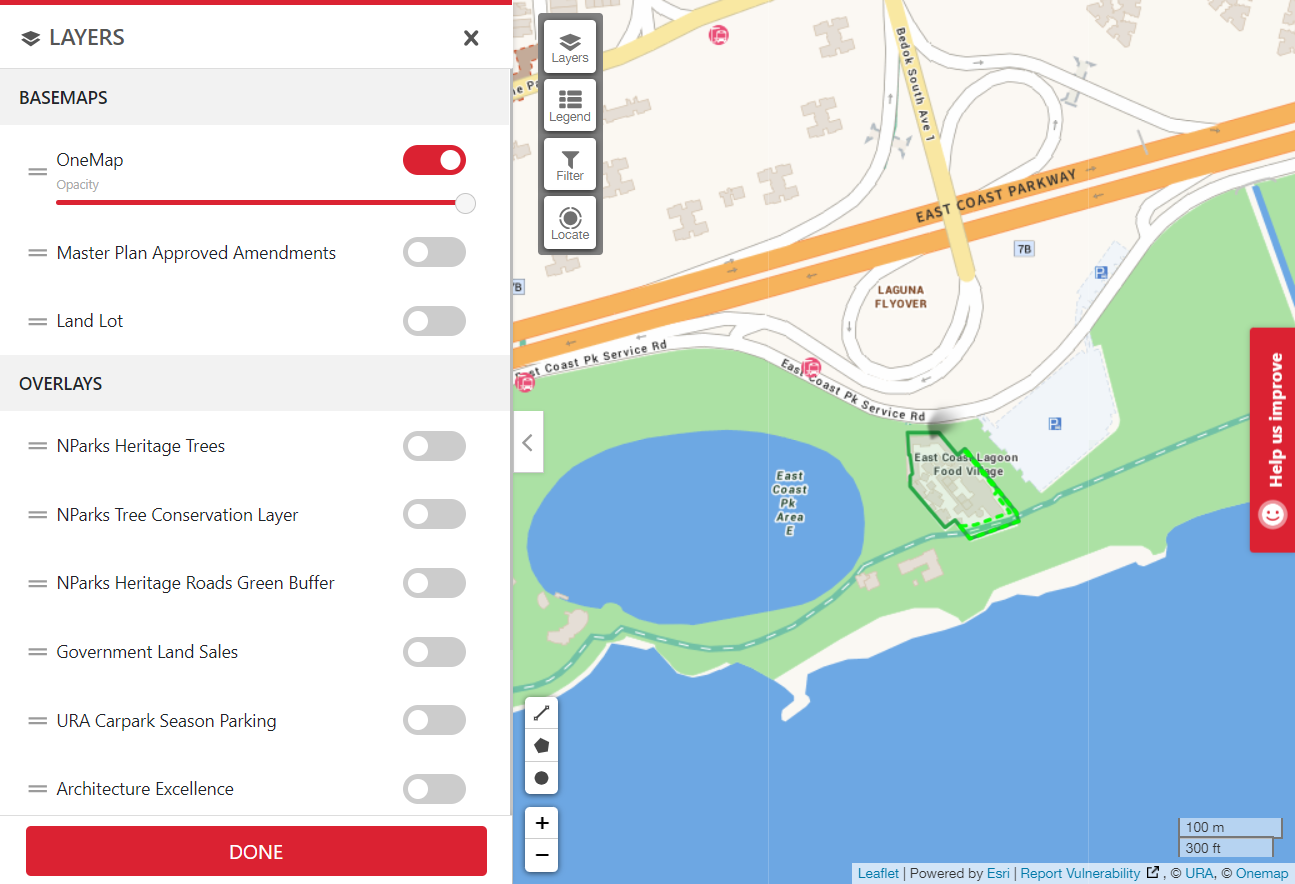 LAYERS
BASEMAPS
OneMap
Opacity
Master Plan Approved Amendments
Land Lot
OVERLAYS
NParks Heritage Trees
NParks Tree Conservation Layer
NParks Heritage Roads Green Buffer
Government Land Sales
URA Carpark Season Parking
Architecture Excellence
DONE
Layers
Legend
Filter
Locate
Bedok South Ave 1
EAST COAST PARKWAY
7B
7B
LAGUNA
FLYOVER
East Coast Pk Service Rd
East Coast Pk Service Rd
East Coast Lagoon
Food Village
East
Coast
Pk
Area
E
Help us improve
+
−
100 m
300 ft
Leaflet | Powered by Esri | Report Vulnerability , © URA, © Onemap